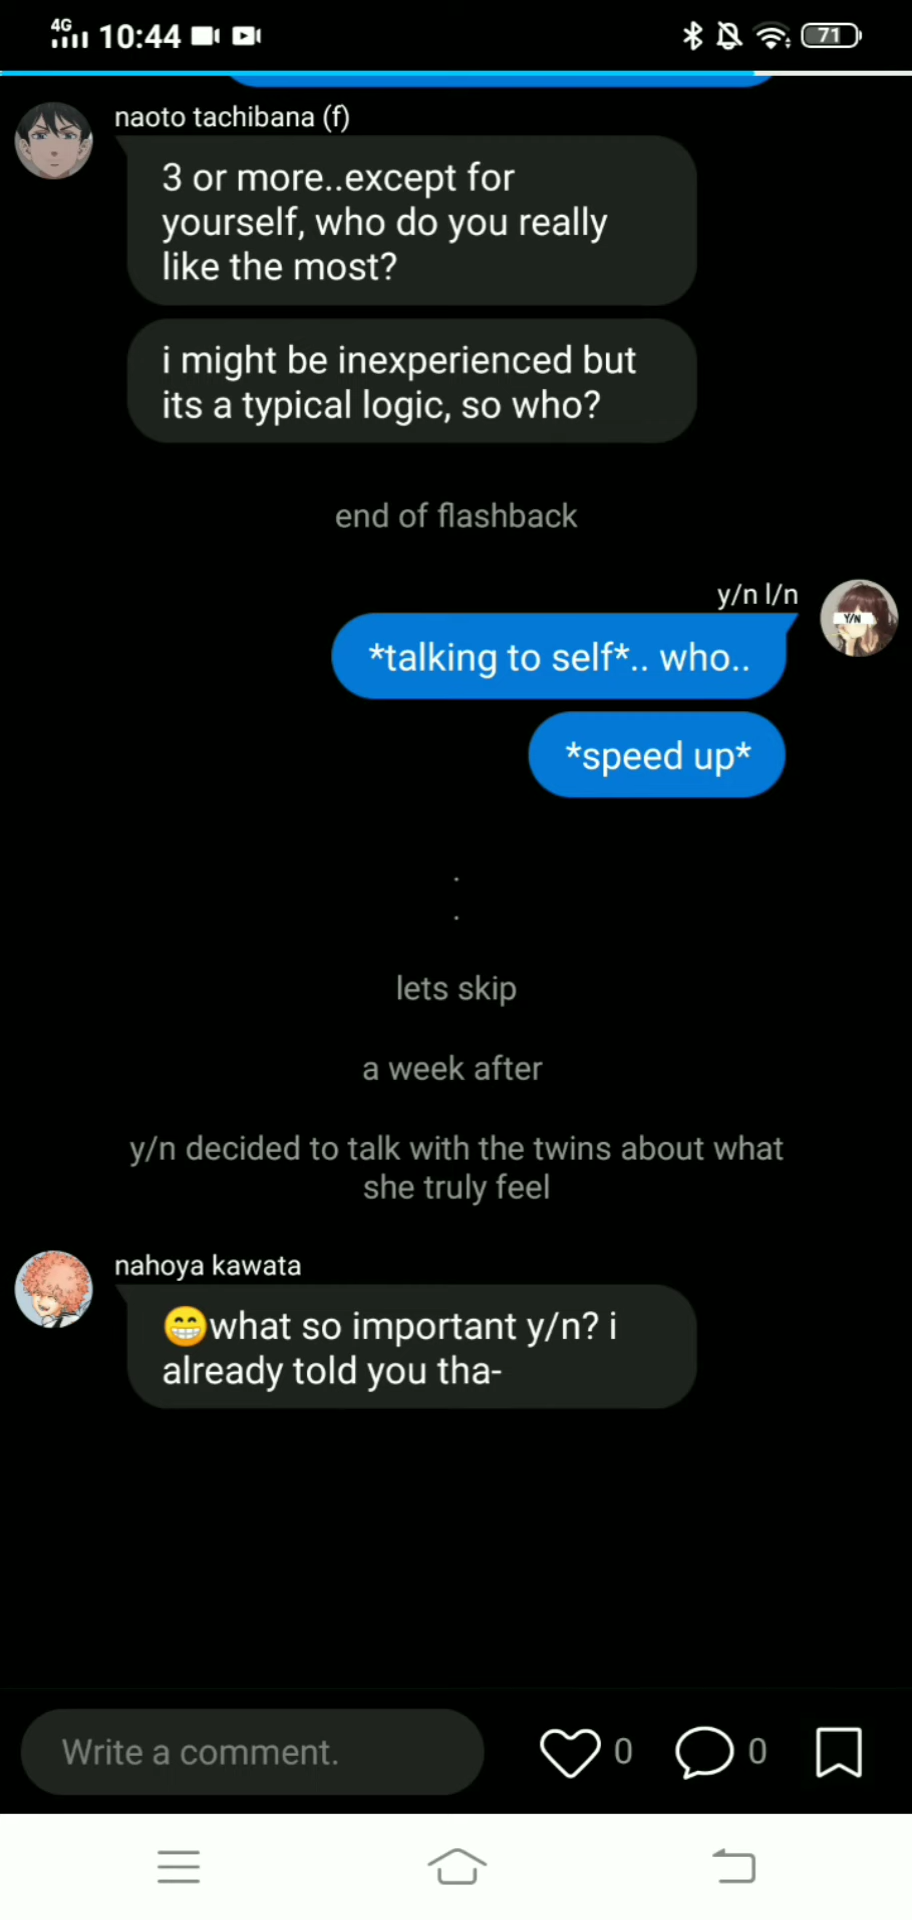 4G
10:44
71
naoto tachibana (f)
3 or more..except for
yourself, who do you really
like the most?
i might be inexperienced but
its a typical logic, so who?
end of flashback
y/n l/n
Y/N
*talking to self*.. who..
*speed up*
.
.
lets skip
a week after
y/n decided to talk with the twins about what
she truly feel
nahoya kawata
😁what so important y/n? i
already told you tha-
Write a comment.
0
0